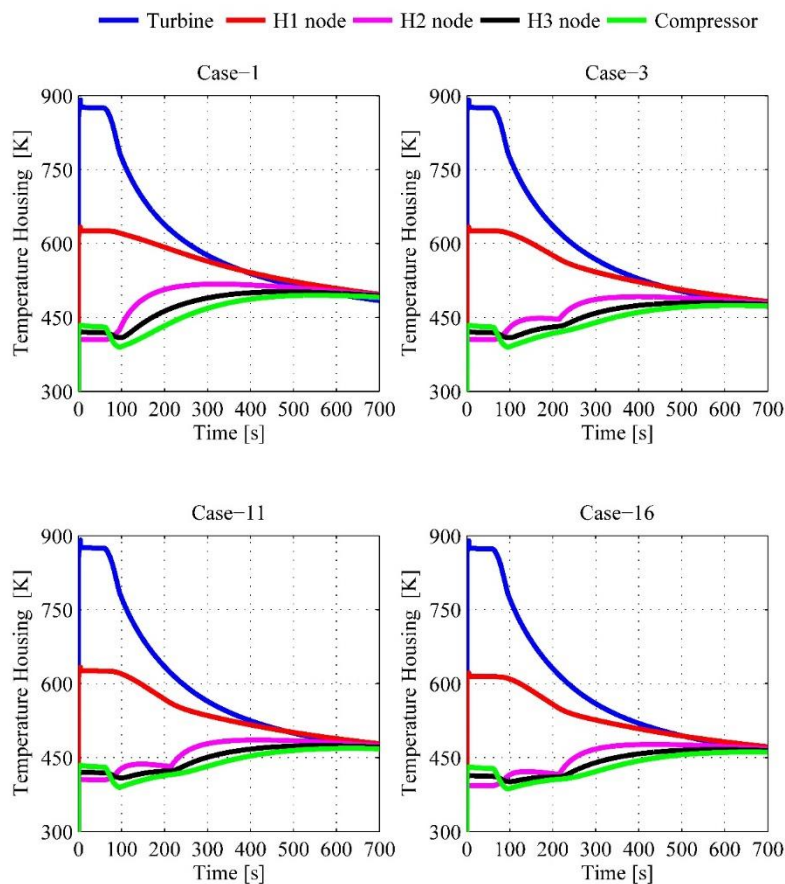 Turbine H1 node H2 node H3 node Compressor
Case−1
Temperature Housing [K]
900
750
600
450
300
0 100 200 300 400 500 600 700
Time [s]
Case−3
Temperature Housing [K]
900
750
600
450
300
0 100 200 300 400 500 600 700
Time [s]
Case−11
Temperature Housing [K]
900
750
600
450
300
0 100 200 300 400 500 600 700
Time [s]
Case−16
Temperature Housing [K]
900
750
600
450
300
0 100 200 300 400 500 600 700
Time [s]